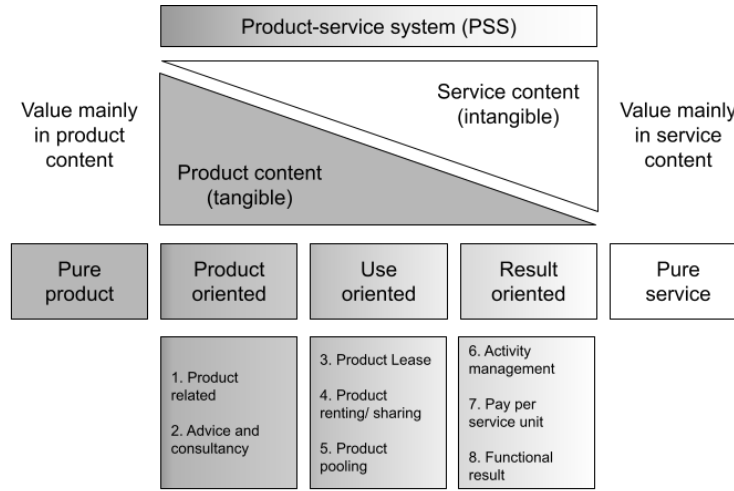 Product-service system (PSS)
Value mainly
in product
content
Service content
(intangible)
Value mainly
in service
content
Product content
(tangible)
Pure
product
Product
oriented
Use
oriented
Result
oriented
Pure
service
1. Product
related
2. Advice and
consultancy
3. Product Lease
4. Product
renting/ sharing
5. Product
pooling
6. Activity
management
7. Pay per
service unit
8. Functional
result